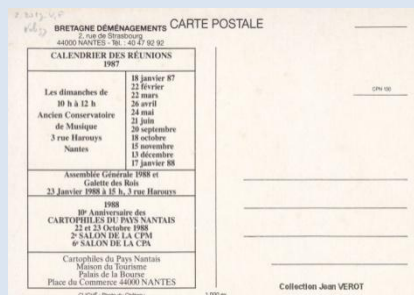 BRETAGNE DÉMÉNAGEMENTS
2, rue de Strasbourg
44000 NANTES - Tél. : 40 47 92 92
CARTE POSTALE
CALENDRIER DES RÉUNIONS
1987
Les dimanches de
10 h à 12 h
Ancien Conservatoire
de Musique
3 rue Harouys
Nantes
18 janvier 87
22 février
22 mars
26 avril
24 mai
21 juin
20 septembre
18 octobre
15 novembre
13 décembre
17 janvier 88
Assemblée Générale 1988 et
Galette des Rois
23 Janvier 1988 à 15 h, 3 rue Harouys
1988
10e Anniversaire des
CARTOPHILES DU PAYS NANTAIS
22 et 23 Octobre 1988
2e SALON DE LA CPM
6e SALON DE LA CPA
Cartophiles du Pays Nantais
Maison du Tourisme
Palais de la Bourse
Place du Commerce 44000 NANTES
CPN 100
Collection Jean VEROT